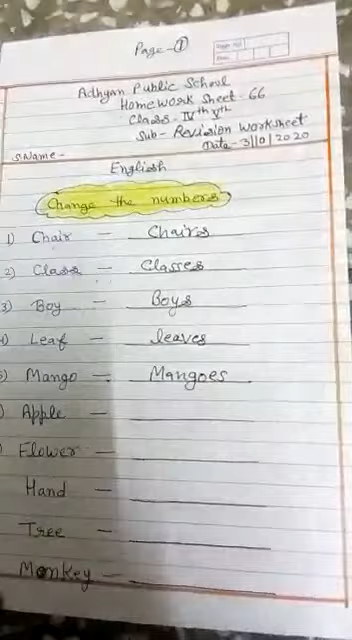 Page - 1
Adhyan Public School
Homework Sheet - 66
Class - IVth Vth
Sub - Revision Worksheet
Date - 3/10/2020
S.Name -
English
Change the numbers
1) Chair - Chairs
2) Class - Classes
3) Boy - Boys
4) Leaf - leaves
5) Mango - Mangoes
) Apple -
) Flower -
Hand -
Tree -
Monkey -